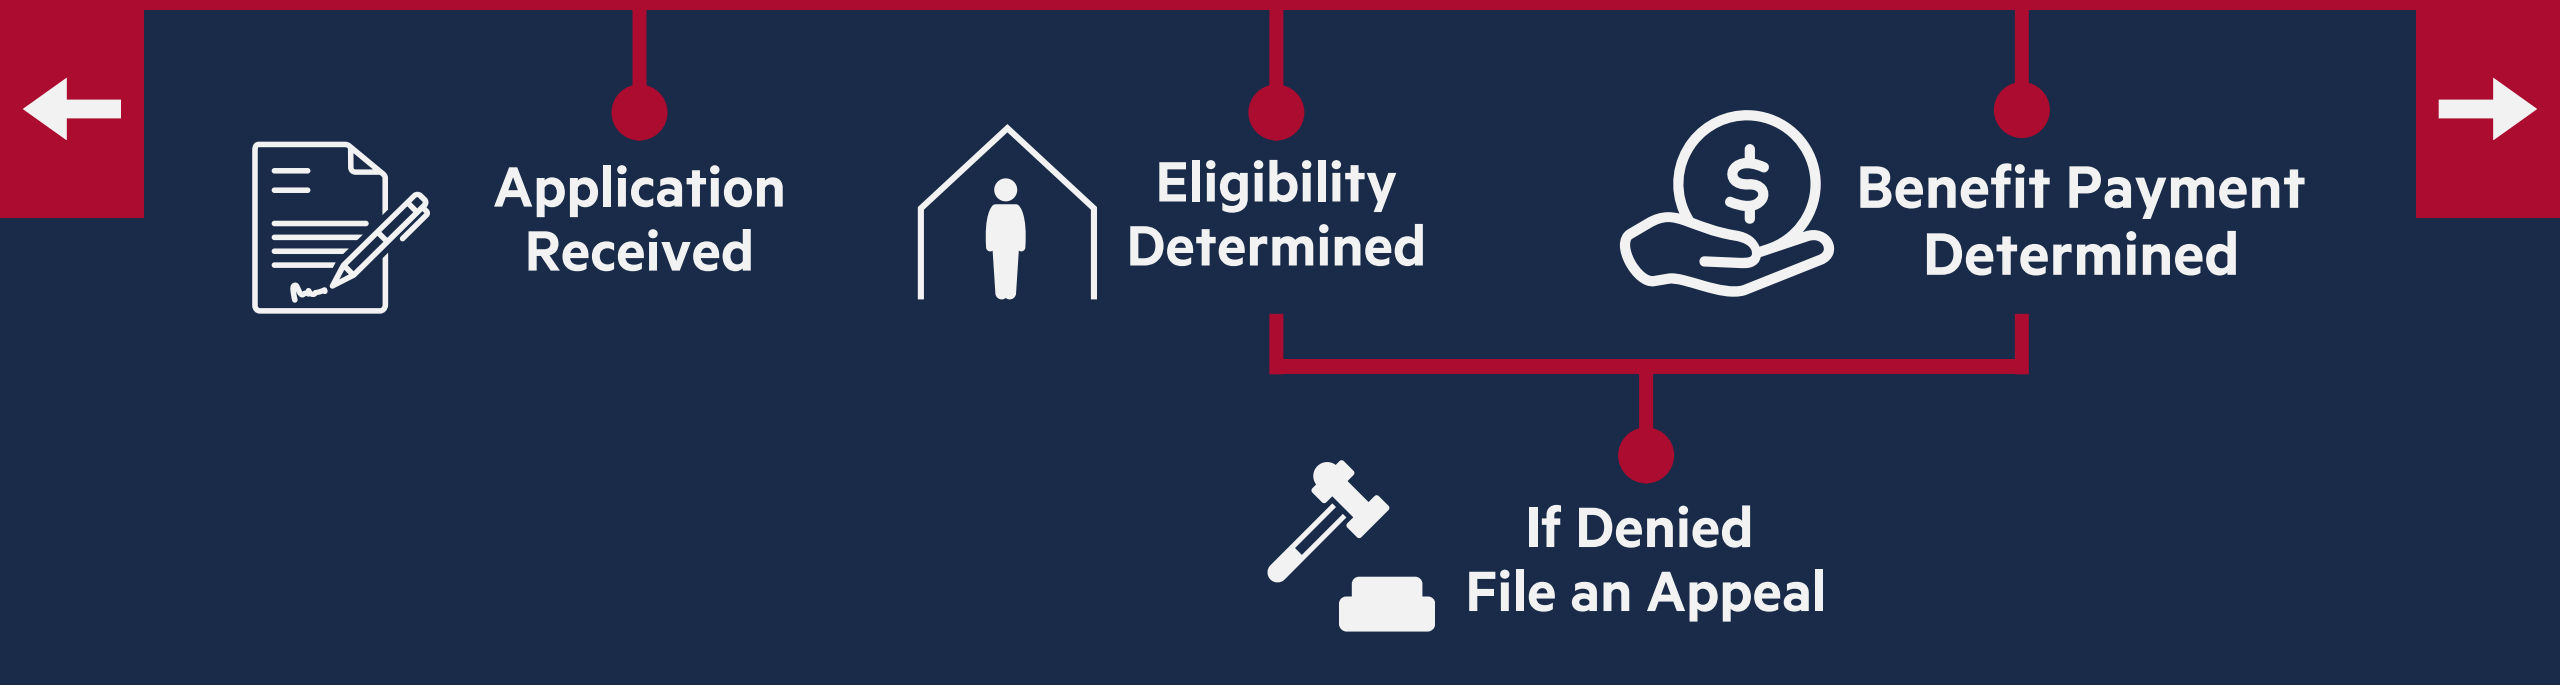 Application
Received
Eligibility
Determined
Benefit Payment
Determined
If Denied
File an Appeal